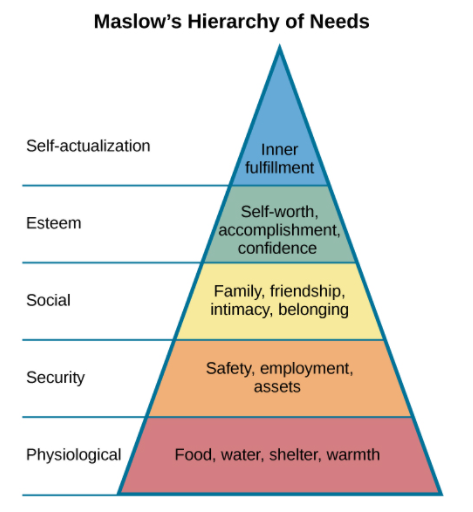 Maslow's Hierarchy of Needs
Self-actualization
Inner
fulfillment
Esteem
Self-worth,
accomplishment,
confidence
Social
Family, friendship,
intimacy, belonging
Security
Safety, employment,
assets
Physiological
Food, water, shelter, warmth